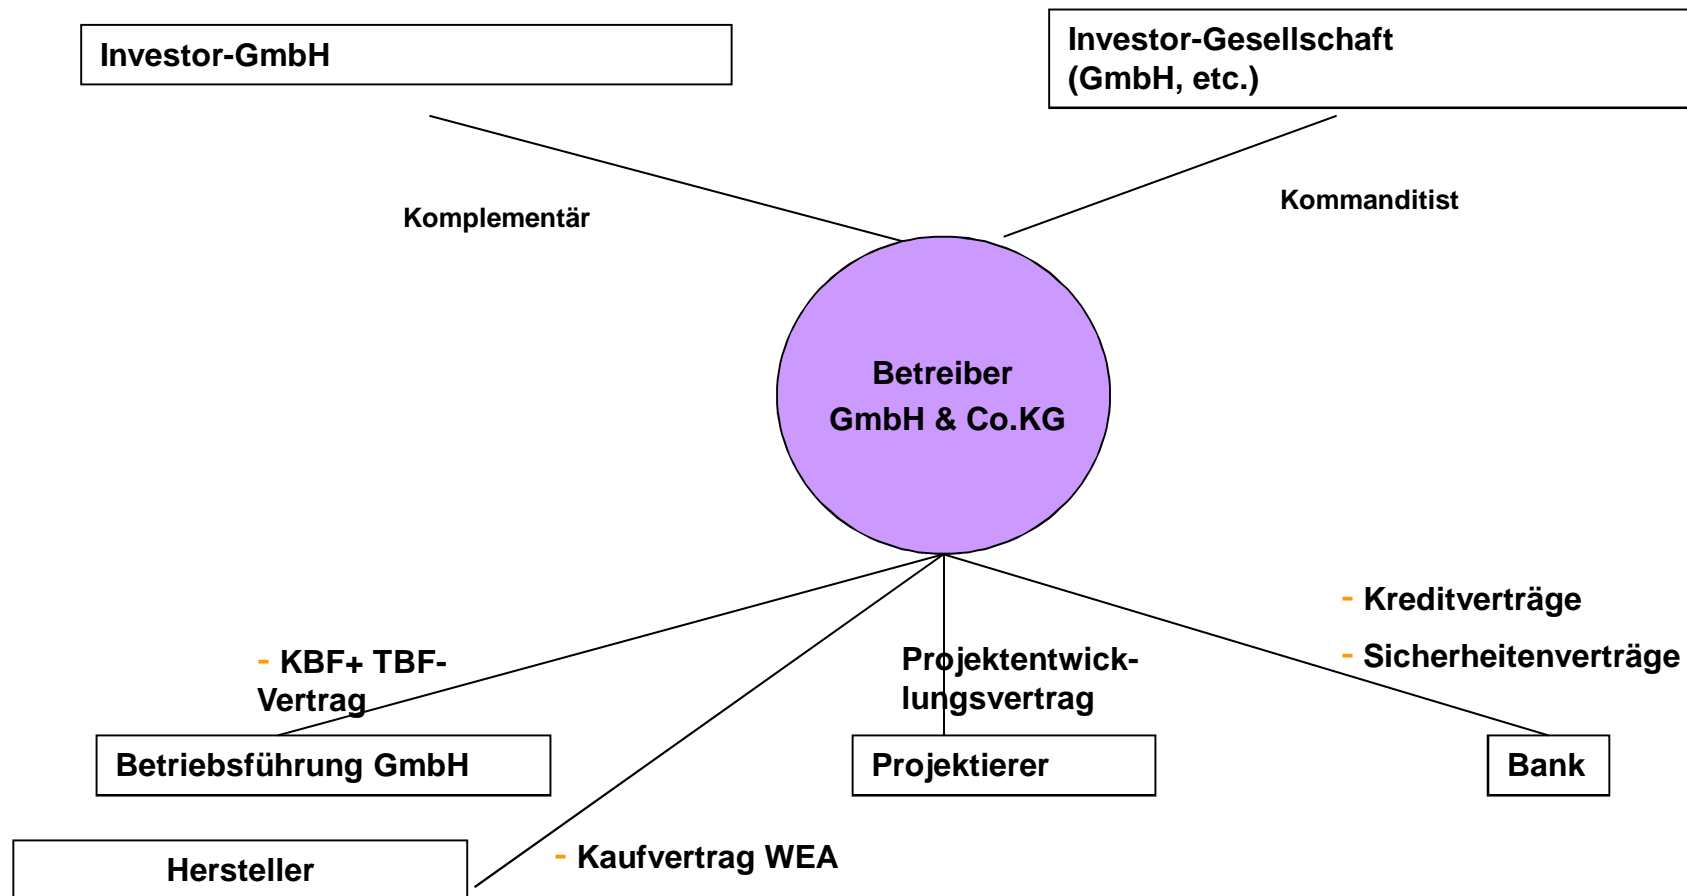 Investor-GmbH
Investor-Gesellschaft
(GmbH, etc.)
Komplementär
Kommanditist
Betreiber
GmbH & Co.KG
- Kreditverträge
- Sicherheitenverträge
- KBF+ TBF-
Vertrag
Projektentwick-
lungsvertrag
Betriebsführung GmbH
Projektierer
Bank
Hersteller
- Kaufvertrag WEA